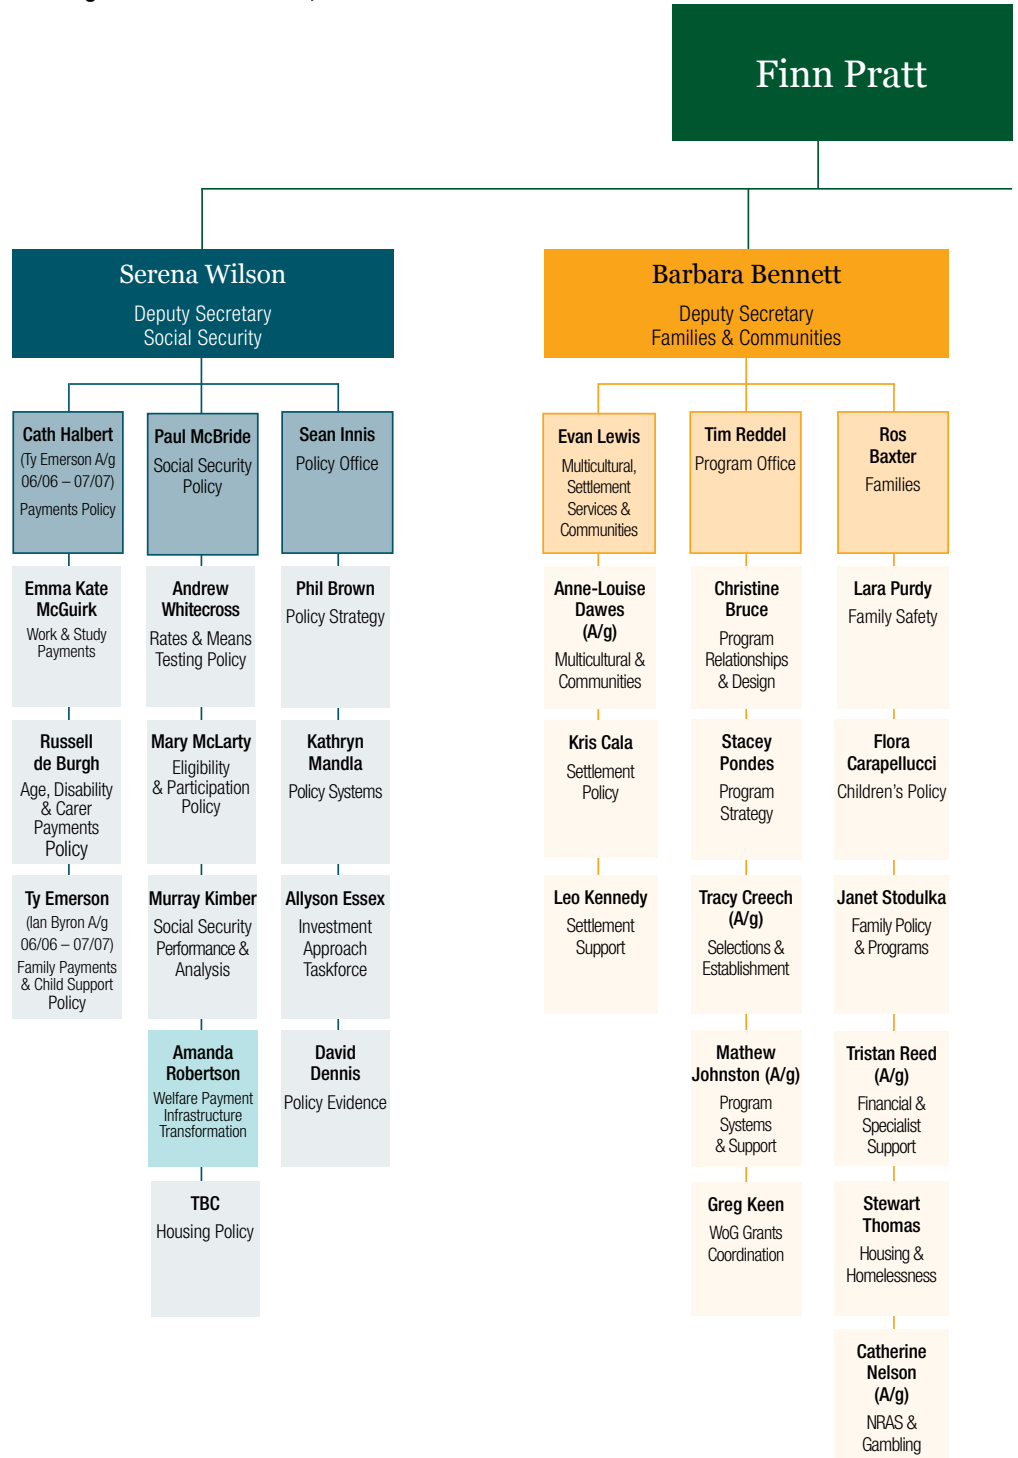 Finn Pratt
Serena Wilson
Deputy Secretary
Social Security
Barbara Bennett
Deputy Secretary
Families & Communities
Cath Halbert
(Ty Emerson A/g
06/06 – 07/07)
Payments Policy
Emma Kate
McGuirk
Work & Study
Payments
Russell
de Burgh
Age, Disability
& Carer
Payments
Policy
Ty Emerson
(Ian Byron A/g
06/06 – 07/07)
Family Payments
& Child Support
Policy
Paul McBride
Social Security
Policy
Andrew
Whitecross
Rates & Means
Testing Policy
Mary McLarty
Eligibility
& Participation
Policy
Murray Kimber
Social Security
Performance &
Analysis
Amanda
Robertson
Welfare Payment
Infrastructure
Transformation
TBC
Housing Policy
Sean Innis
Policy Office
Phil Brown
Policy Strategy
Kathryn
Mandla
Policy Systems
Allyson Essex
Investment
Approach
Taskforce
David
Dennis
Policy Evidence
Evan Lewis
Multicultural,
Settlement
Services &
Communities
Anne-Louise
Dawes
(A/g)
Multicultural &
Communities
Kris Cala
Settlement
Policy
Leo Kennedy
Settlement
Support
Tim Reddel
Program Office
Christine
Bruce
Program
Relationships
& Design
Stacey
Pondes
Program
Strategy
Tracy Creech
(A/g)
Selections &
Establishment
Mathew
Johnston (A/g)
Program
Systems
& Support
Greg Keen
WoG Grants
Coordination
Ros
Baxter
Families
Lara Purdy
Family Safety
Flora
Carapellucci
Children's Policy
Janet Stodulka
Family Policy
& Programs
Tristan Reed
(A/g)
Financial &
Specialist
Support
Stewart
Thomas
Housing &
Homelessness
Catherine
Nelson
(A/g)
NRAS &
Gambling